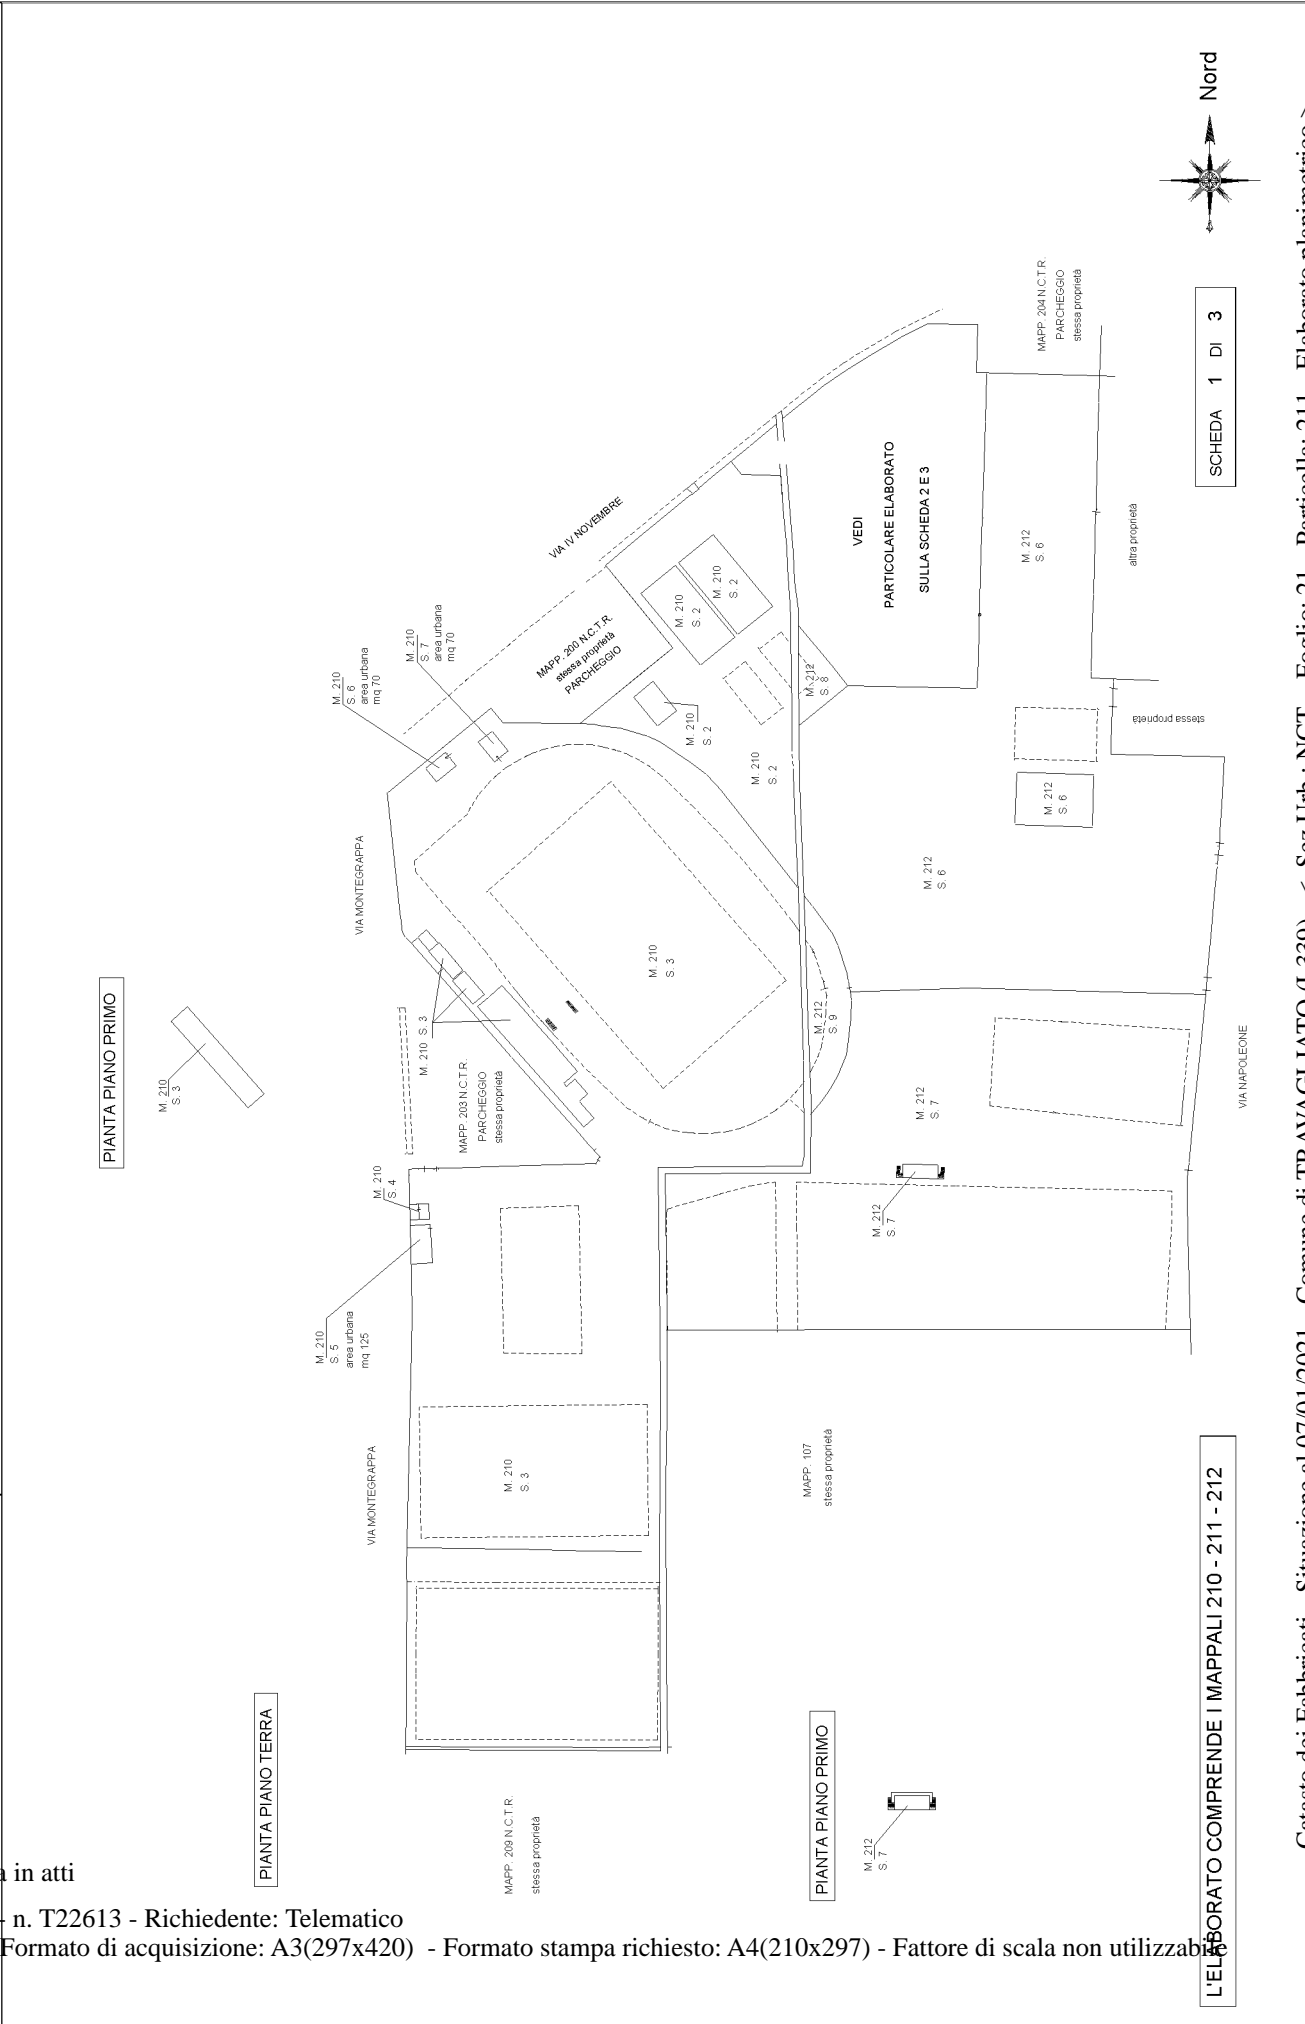 Nord
SCHEDA 1 DI 3
MAPP. 204 N.C.T.R.
PARCHEGGIO
stessa proprietà
VIA IV NOVEMBRE
VEDI
PARTICOLARE ELABORATO
SULLA SCHEDA 2 E 3
M. 212
S. 6
altra proprietà
stessa proprietà
M. 210
S. 7
area urbana
mq 70
M. 210
S. 6
area urbana
mq 70
MAPP. 200 N.C.T.R.
stessa proprietà
PARCHEGGIO
M. 210
S. 2
M. 210
S. 2
M. 210
S. 2
M. 210
S. 2
M. 212
S. 8
M. 212
S. 6
M. 212
S. 6
VIA MONTEGRAPPA
M. 210
S. 3
M. 210 S. 3
M. 212
S. 9
PIANTA PIANO PRIMO
M. 210
S. 3
MAPP. 203 N.C.T.R.
PARCHEGGIO
stessa proprietà
M. 212
S. 7
VIA NAPOLEONE
M. 210
S. 4
M. 212
S. 7
M. 210
S. 5
area urbana
mq 125
VIA MONTEGRAPPA
M. 210
S. 3
MAPP. 107
stessa proprietà
PIANTA PIANO TERRA
MAPP. 209 N.C.T.R.
stessa proprietà
PIANTA PIANO PRIMO
M. 212
S. 7
L'ELABORATO COMPRENDE I MAPPALI 210 - 211 - 212
in atti
- n. T22613 - Richiedente: Telematico
Formato di acquisizione: A3(297x420) - Formato stampa richiesto: A4(210x297) - Fattore di scala non utilizzabile
Catasto dei Fabbricati - Situazione al 07/01/2021 - Comune di TRAVAGLIATO (L339) - < Sez.Urb.: NCT - Foglio: 21 - Particella: 211 - Elaborato planimetrico >